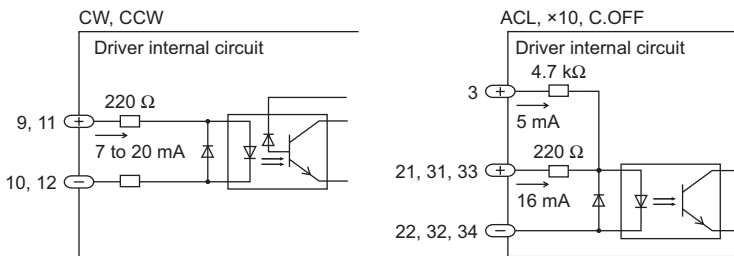 CW, CCW
Driver internal circuit
220 Ω
9, 11
+
7 to 20 mA
10, 12
−
ACL, ×10, C.OFF
Driver internal circuit
4.7 kΩ
3
+
5 mA
220 Ω
21, 31, 33
+
16 mA
22, 32, 34
−